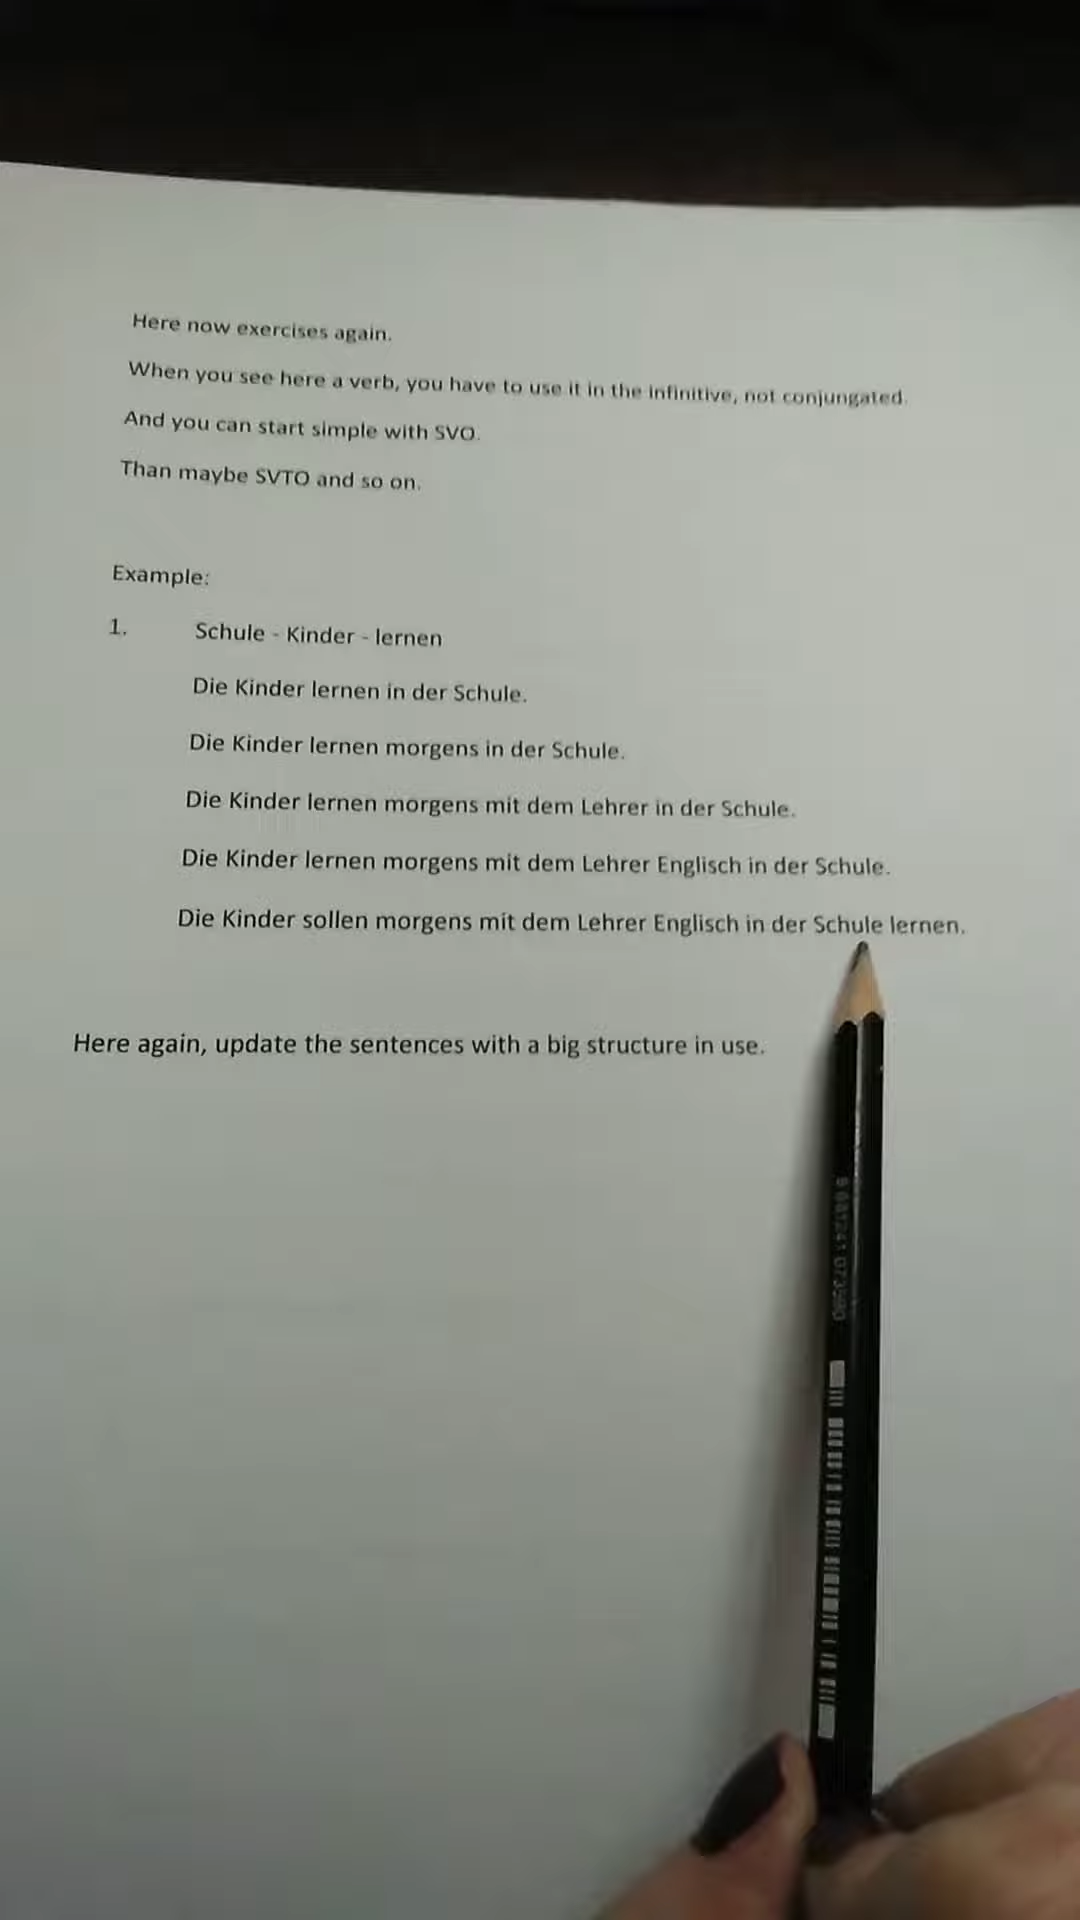 Here now exercises again.
When you see here a verb, you have to use it in the infinitive, not conjungated.
And you can start simple with SVO.
Than maybe SVTO and so on.
Example:
1. Schule - Kinder - lernen
Die Kinder lernen in der Schule.
Die Kinder lernen morgens in der Schule.
Die Kinder lernen morgens mit dem Lehrer in der Schule.
Die Kinder lernen morgens mit dem Lehrer Englisch in der Schule.
Die Kinder sollen morgens mit dem Lehrer Englisch in der Schule lernen.
Here again, update the sentences with a big structure in use.